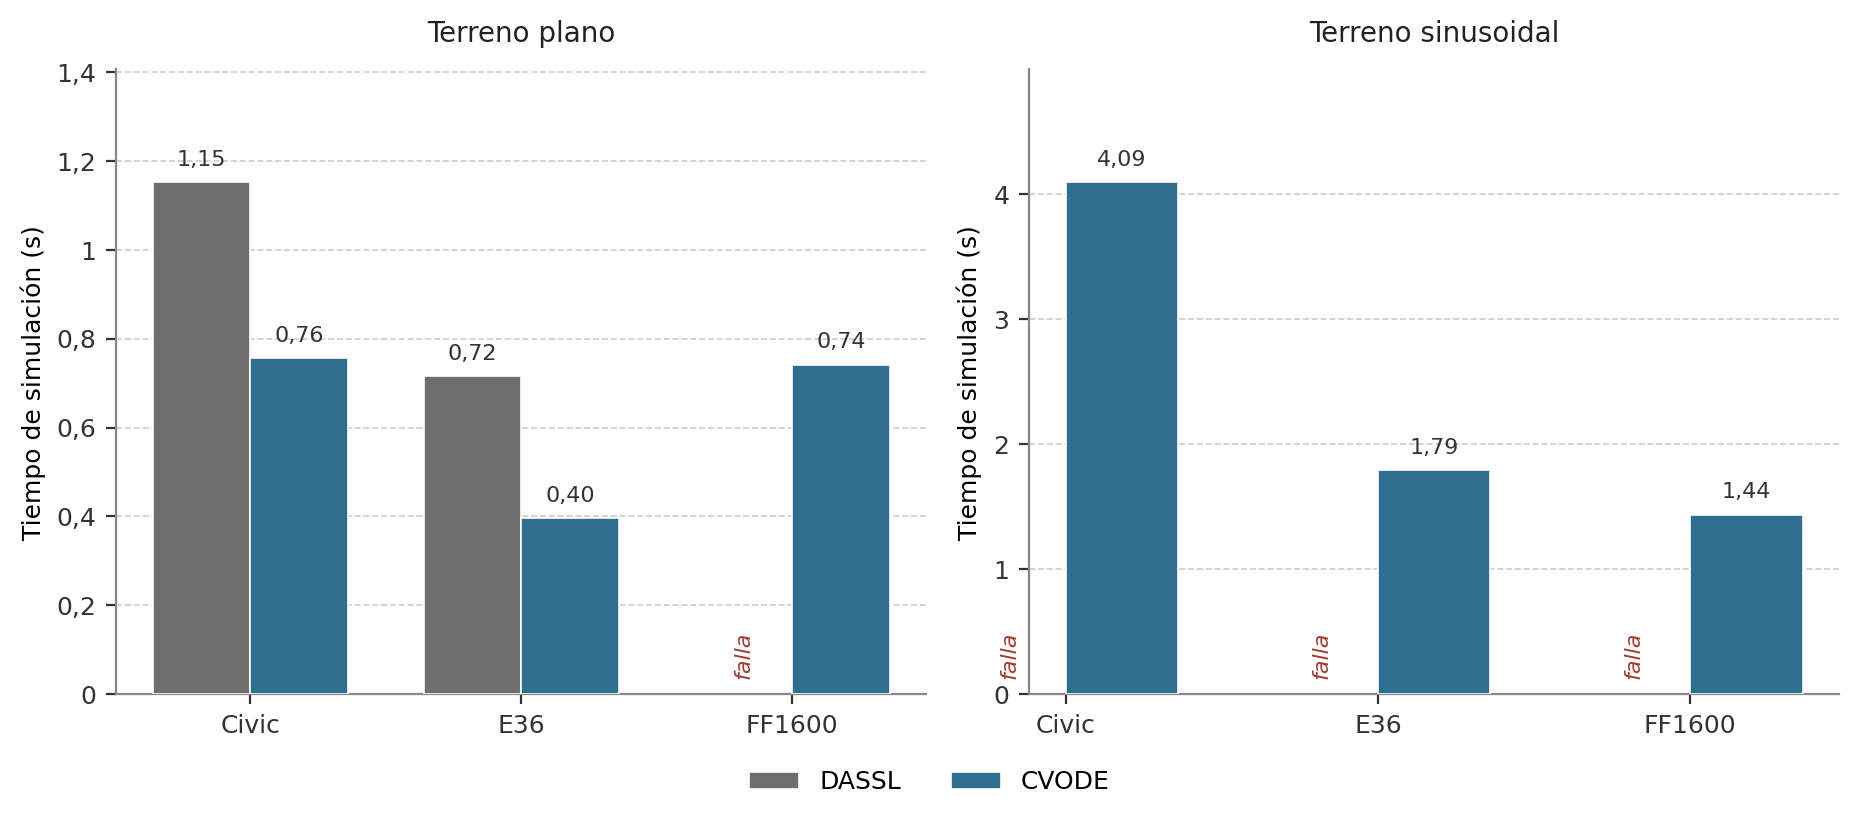 Terreno plano
Tiempo de simulación (s)
1,4
1,2
1
0,8
0,6
0,4
0,2
0
1,15
0,76
0,72
0,40
falla
0,74
Civic
E36
FF1600
Terreno sinusoidal
Tiempo de simulación (s)
4
3
2
1
0
falla
4,09
falla
1,79
falla
1,44
Civic
E36
FF1600
DASSL
CVODE